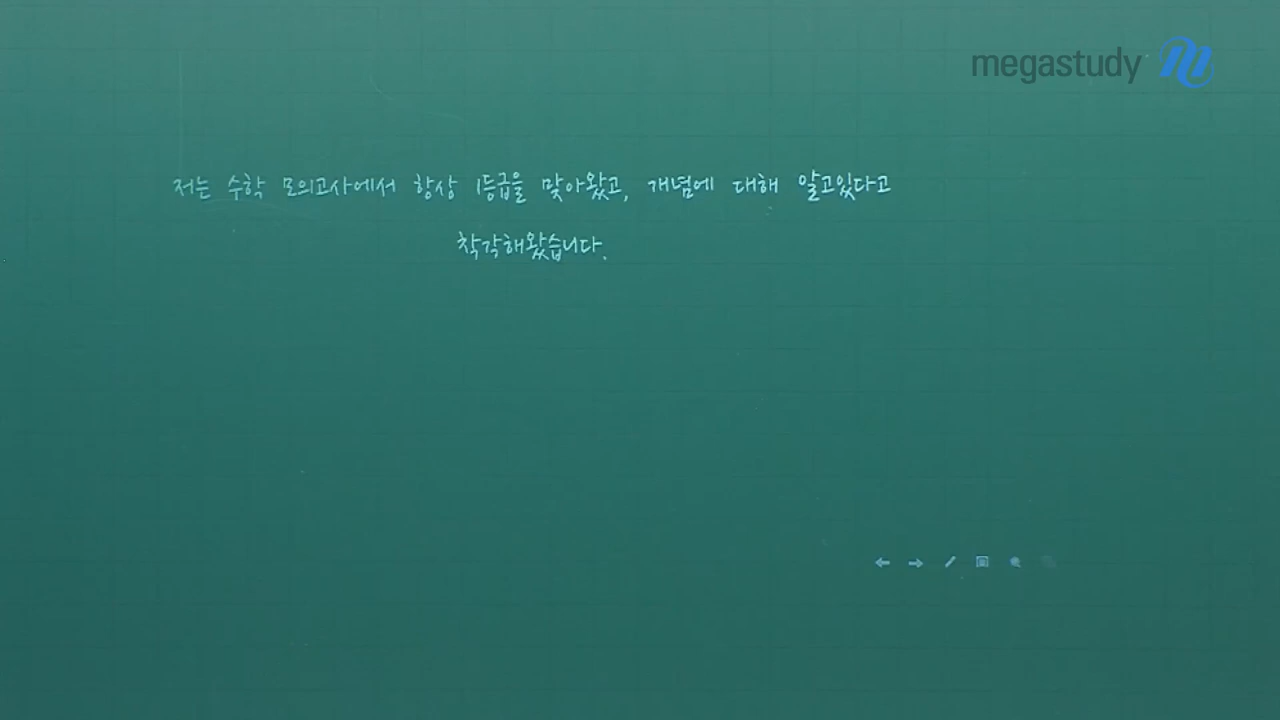 megastudy
저는 수학 모의고사에서 항상 1등급을 맞아왔고, 개념에 대해 알고있다고
착각해왔습니다.